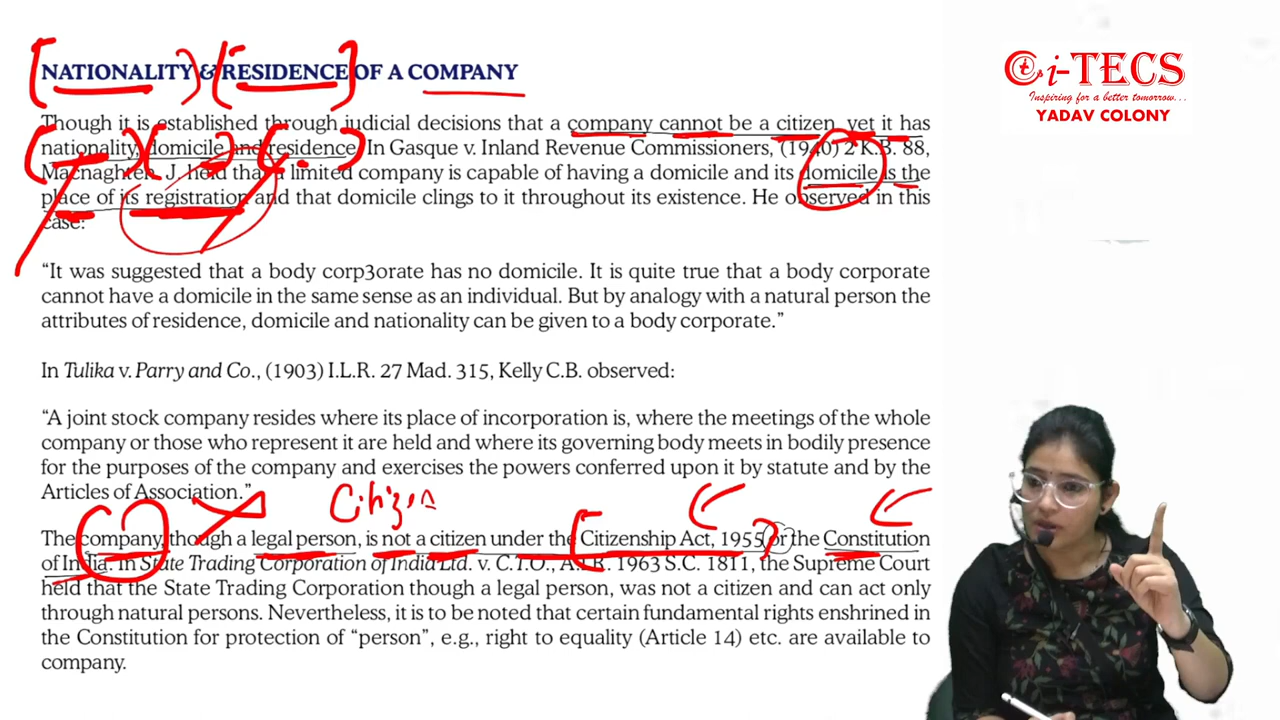 NATIONALITY & RESIDENCE OF A COMPANY
Though it is established through judicial decisions that a company cannot be a citizen, yet it has
nationality, domicile and residence. In Gasque v. Inland Revenue Commissioners, (1940) 2 K.B. 88,
Macnaghten. J. held that a limited company is capable of having a domicile and its domicile is the
place of its registration and that domicile clings to it throughout its existence. He observed in this
case:
“It was suggested that a body corp3orate has no domicile. It is quite true that a body corporate
cannot have a domicile in the same sense as an individual. But by analogy with a natural person the
attributes of residence, domicile and nationality can be given to a body corporate.”
In Tulika v. Parry and Co., (1903) I.L.R. 27 Mad. 315, Kelly C.B. observed:
“A joint stock company resides where its place of incorporation is, where the meetings of the whole
company or those who represent it are held and where its governing body meets in bodily presence
for the purposes of the company and exercises the powers conferred upon it by statute and by the
Articles of Association.”
Citizen
The company, though a legal person, is not a citizen under the Citizenship Act, 1955 or the Constitution
of India. In State Trading Corporation of India Ltd. v. C.T.O., A.I.R. 1963 S.C. 1811, the Supreme Court
held that the State Trading Corporation though a legal person, was not a citizen and can act only
through natural persons. Nevertheless, it is to be noted that certain fundamental rights enshrined in
the Constitution for protection of “person”, e.g., right to equality (Article 14) etc. are available to
company.
i-TECS
Inspiring for a better tomorrow...
YADAV COLONY